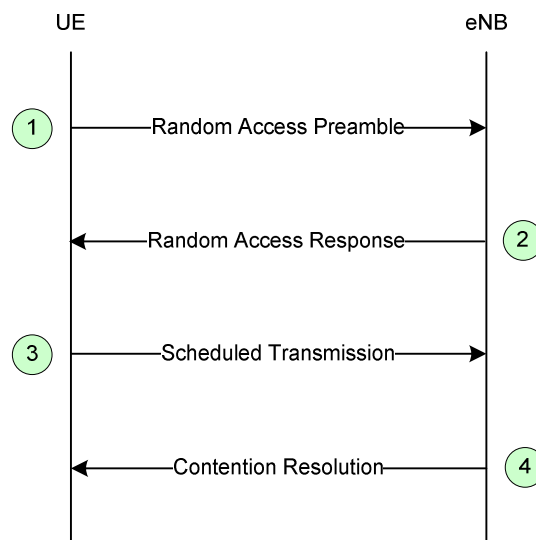 UE
eNB
1
Random Access Preamble
Random Access Response
2
3
Scheduled Transmission
Contention Resolution
4